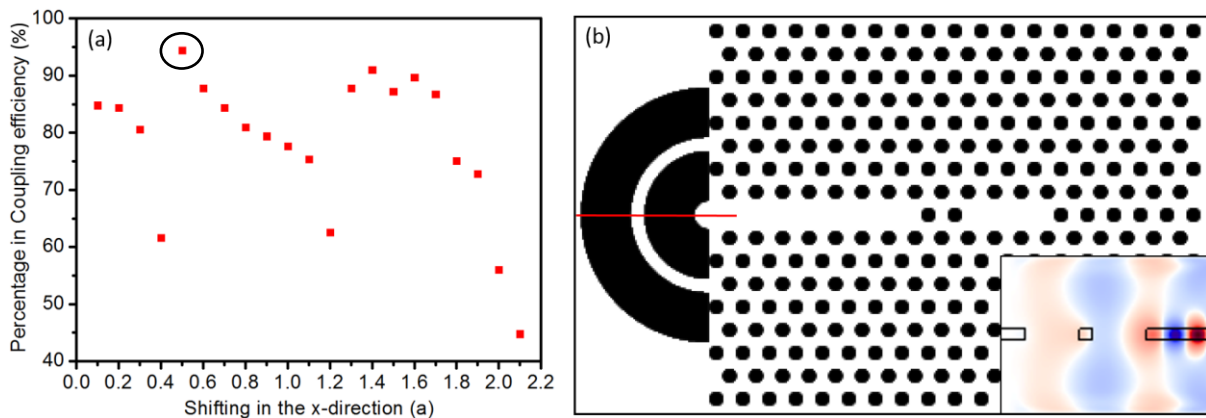 (a)
Percentage in Coupling efficiency (%)
100
90
80
70
60
50
40
0.0 0.2 0.4 0.6 0.8 1.0 1.2 1.4 1.6 1.8 2.0 2.2
Shifting in the x-direction (a)
(b)